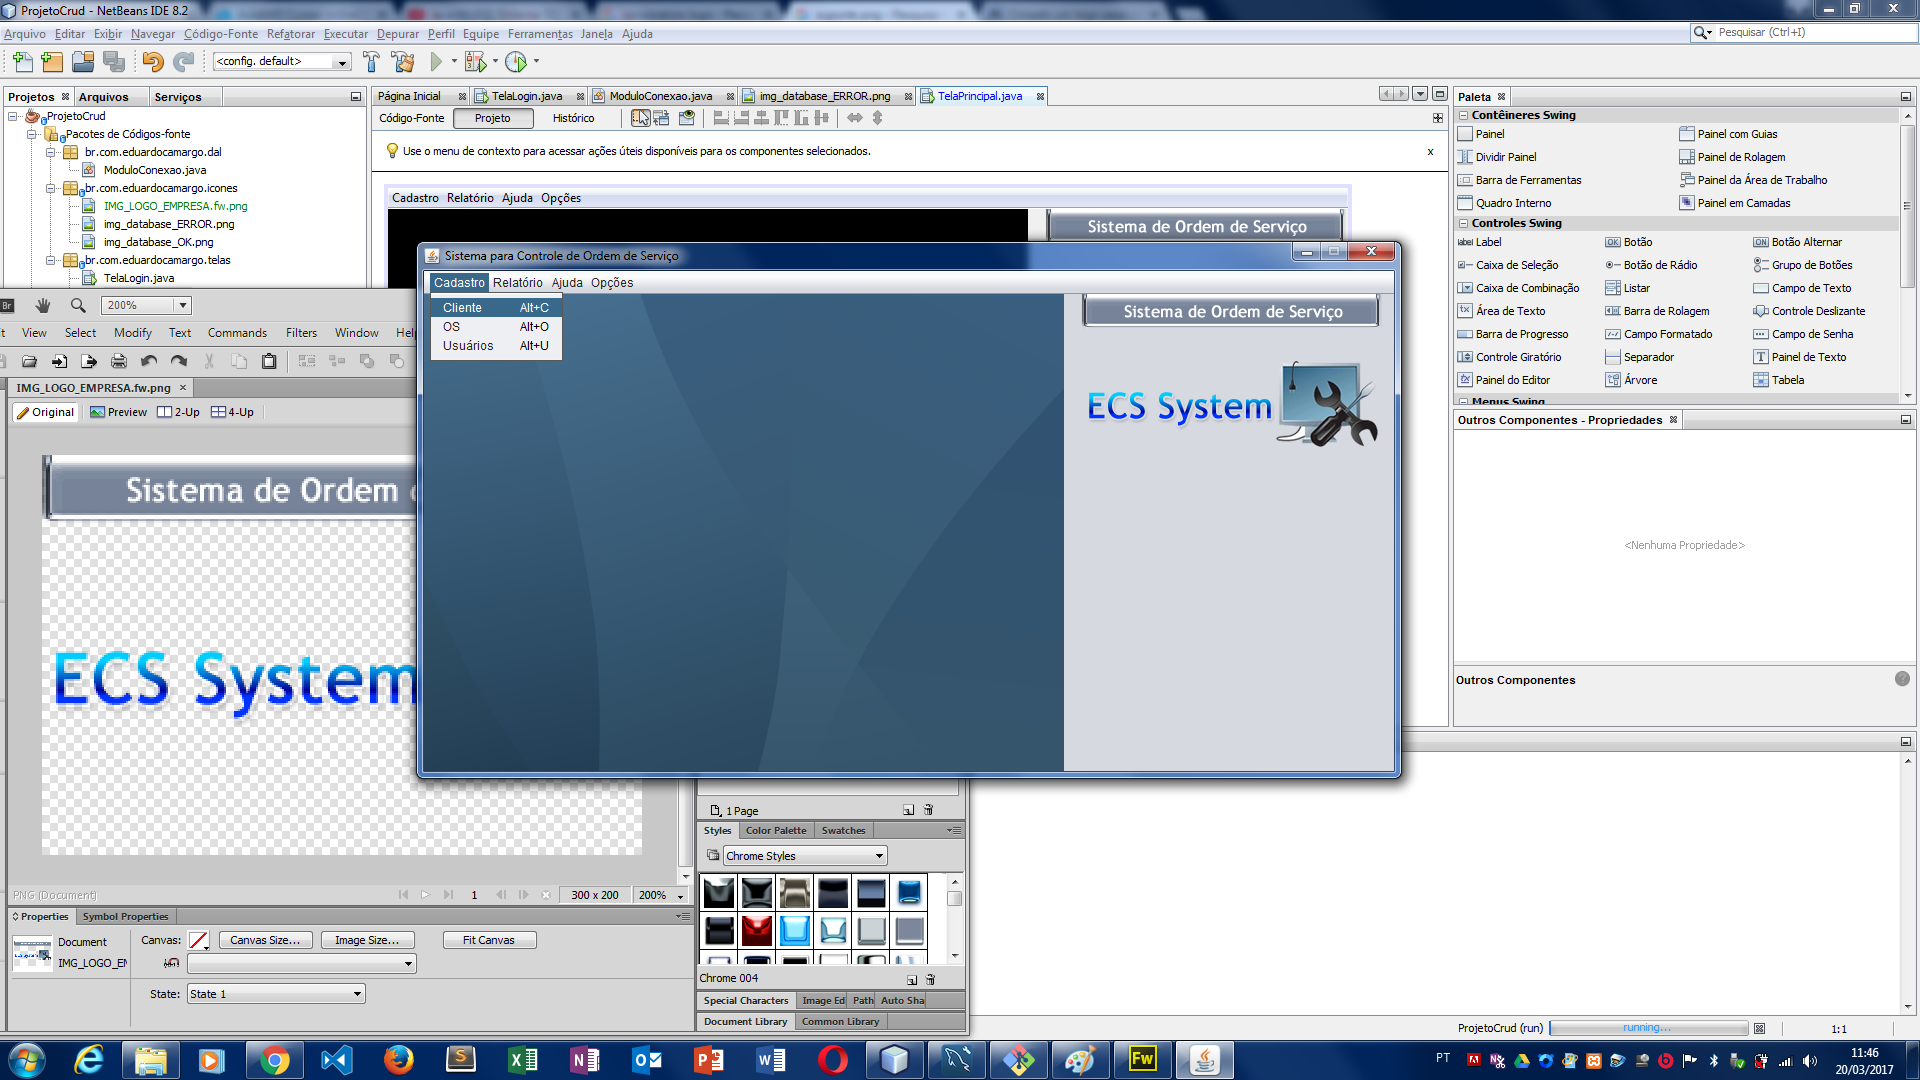 ProjetoCrud - NetBeans IDE 8.2
Arquivo Editar Exibir Navegar Código-Fonte Refatorar Executar Depurar Perfil Equipe Ferramentas Janela Ajuda
Pesquisar (Ctrl+I)
<config. default>
Projetos Arquivos Serviços
ProjetoCrud
Pacotes de Códigos-fonte
br.com.eduardocamargo.dal
ModuloConexao.java
br.com.eduardocamargo.icones
IMG_LOGO_EMPRESA.fw.png
img_database_ERROR.png
img_database_OK.png
br.com.eduardocamargo.telas
TelaLogin.java
Página Inicial TelaLogin.java ModuloConexao.java img_database_ERROR.png TelaPrincipal.java
Código-Fonte Projeto Histórico
Use o menu de contexto para acessar ações úteis disponíveis para os componentes selecionados. x
Cadastro Relatório Ajuda Opções
Sistema de Ordem de Serviço
Sistema para Controle de Ordem de Serviço
Cadastro Relatório Ajuda Opções
Cliente Alt+C
OS Alt+O
Usuários Alt+U
Sistema de Ordem de Serviço
ECS System
Paleta
Contêineres Swing
Painel Painel com Guias
Dividir Painel Painel de Rolagem
Barra de Ferramentas Painel da Área de Trabalho
Quadro Interno Painel em Camadas
Controles Swing
label Label OK Botão ON Botão Alternar
Caixa de Seleção Botão de Rádio Grupo de Botões
Caixa de Combinação Listar Campo de Texto
Área de Texto Barra de Rolagem Controle Deslizante
Barra de Progresso Campo Formatado Campo de Senha
Controle Giratório Separador Painel de Texto
Painel do Editor Árvore Tabela
Menus Swing
Outros Componentes - Propriedades
<Nenhuma Propriedade>
Outros Componentes
Br 200%
t View Select Modify Text Commands Filters Window Help
IMG_LOGO_EMPRESA.fw.png
Original Preview 2-Up 4-Up
Sistema de Ordem
ECS System
PNG (Document) 1 300 x 200 200%
Properties Symbol Properties
Document
IMG_LOGO_EM
Canvas: Canvas Size... Image Size... Fit Canvas
State: State 1
1 Page
Styles Color Palette Swatches
Chrome Styles
Chrome 004
Special Characters Image Ed Path Auto Sha
Document Library Common Library
ProjetoCrud (run) running... 1:1
Fw
PT
11:46
20/03/2017